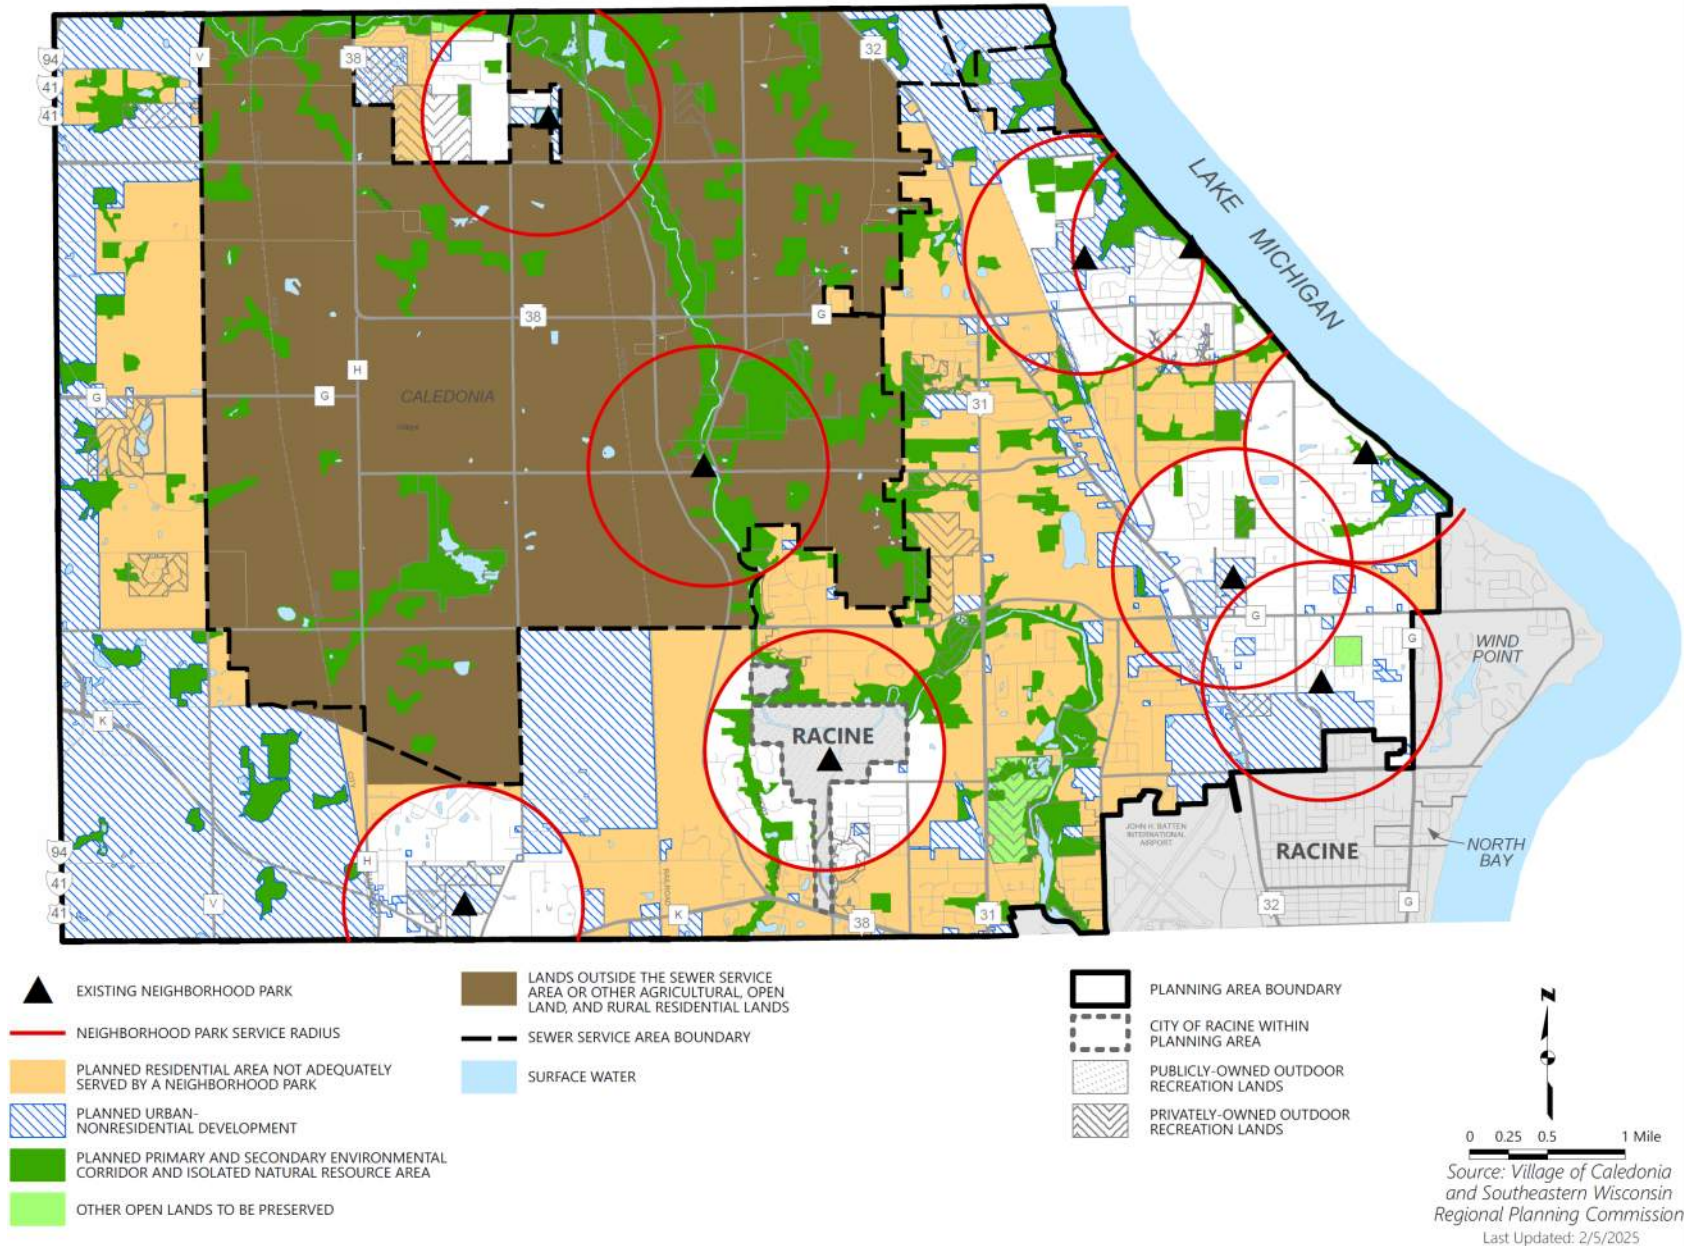 94
41
41
V
38
32
LAKE
MICHIGAN
38
G
H
G
G
CALEDONIA
31
G
G
WIND
POINT
RACINE
K
JOHN H. BATTEN
INTERNATIONAL
AIRPORT
RACINE
NORTH
BAY
94
41
41
H
V
K
38
31
32
G
EXISTING NEIGHBORHOOD PARK
NEIGHBORHOOD PARK SERVICE RADIUS
PLANNED RESIDENTIAL AREA NOT ADEQUATELY
SERVED BY A NEIGHBORHOOD PARK
PLANNED URBAN-
NONRESIDENTIAL DEVELOPMENT
PLANNED PRIMARY AND SECONDARY ENVIRONMENTAL
CORRIDOR AND ISOLATED NATURAL RESOURCE AREA
OTHER OPEN LANDS TO BE PRESERVED
LANDS OUTSIDE THE SEWER SERVICE
AREA OR OTHER AGRICULTURAL, OPEN
LAND, AND RURAL RESIDENTIAL LANDS
SEWER SERVICE AREA BOUNDARY
SURFACE WATER
PLANNING AREA BOUNDARY
CITY OF RACINE WITHIN
PLANNING AREA
PUBLICLY-OWNED OUTDOOR
RECREATION LANDS
PRIVATELY-OWNED OUTDOOR
RECREATION LANDS
N
0 0.25 0.5 1 Mile
Source: Village of Caledonia
and Southeastern Wisconsin
Regional Planning Commission
Last Updated: 2/5/2025